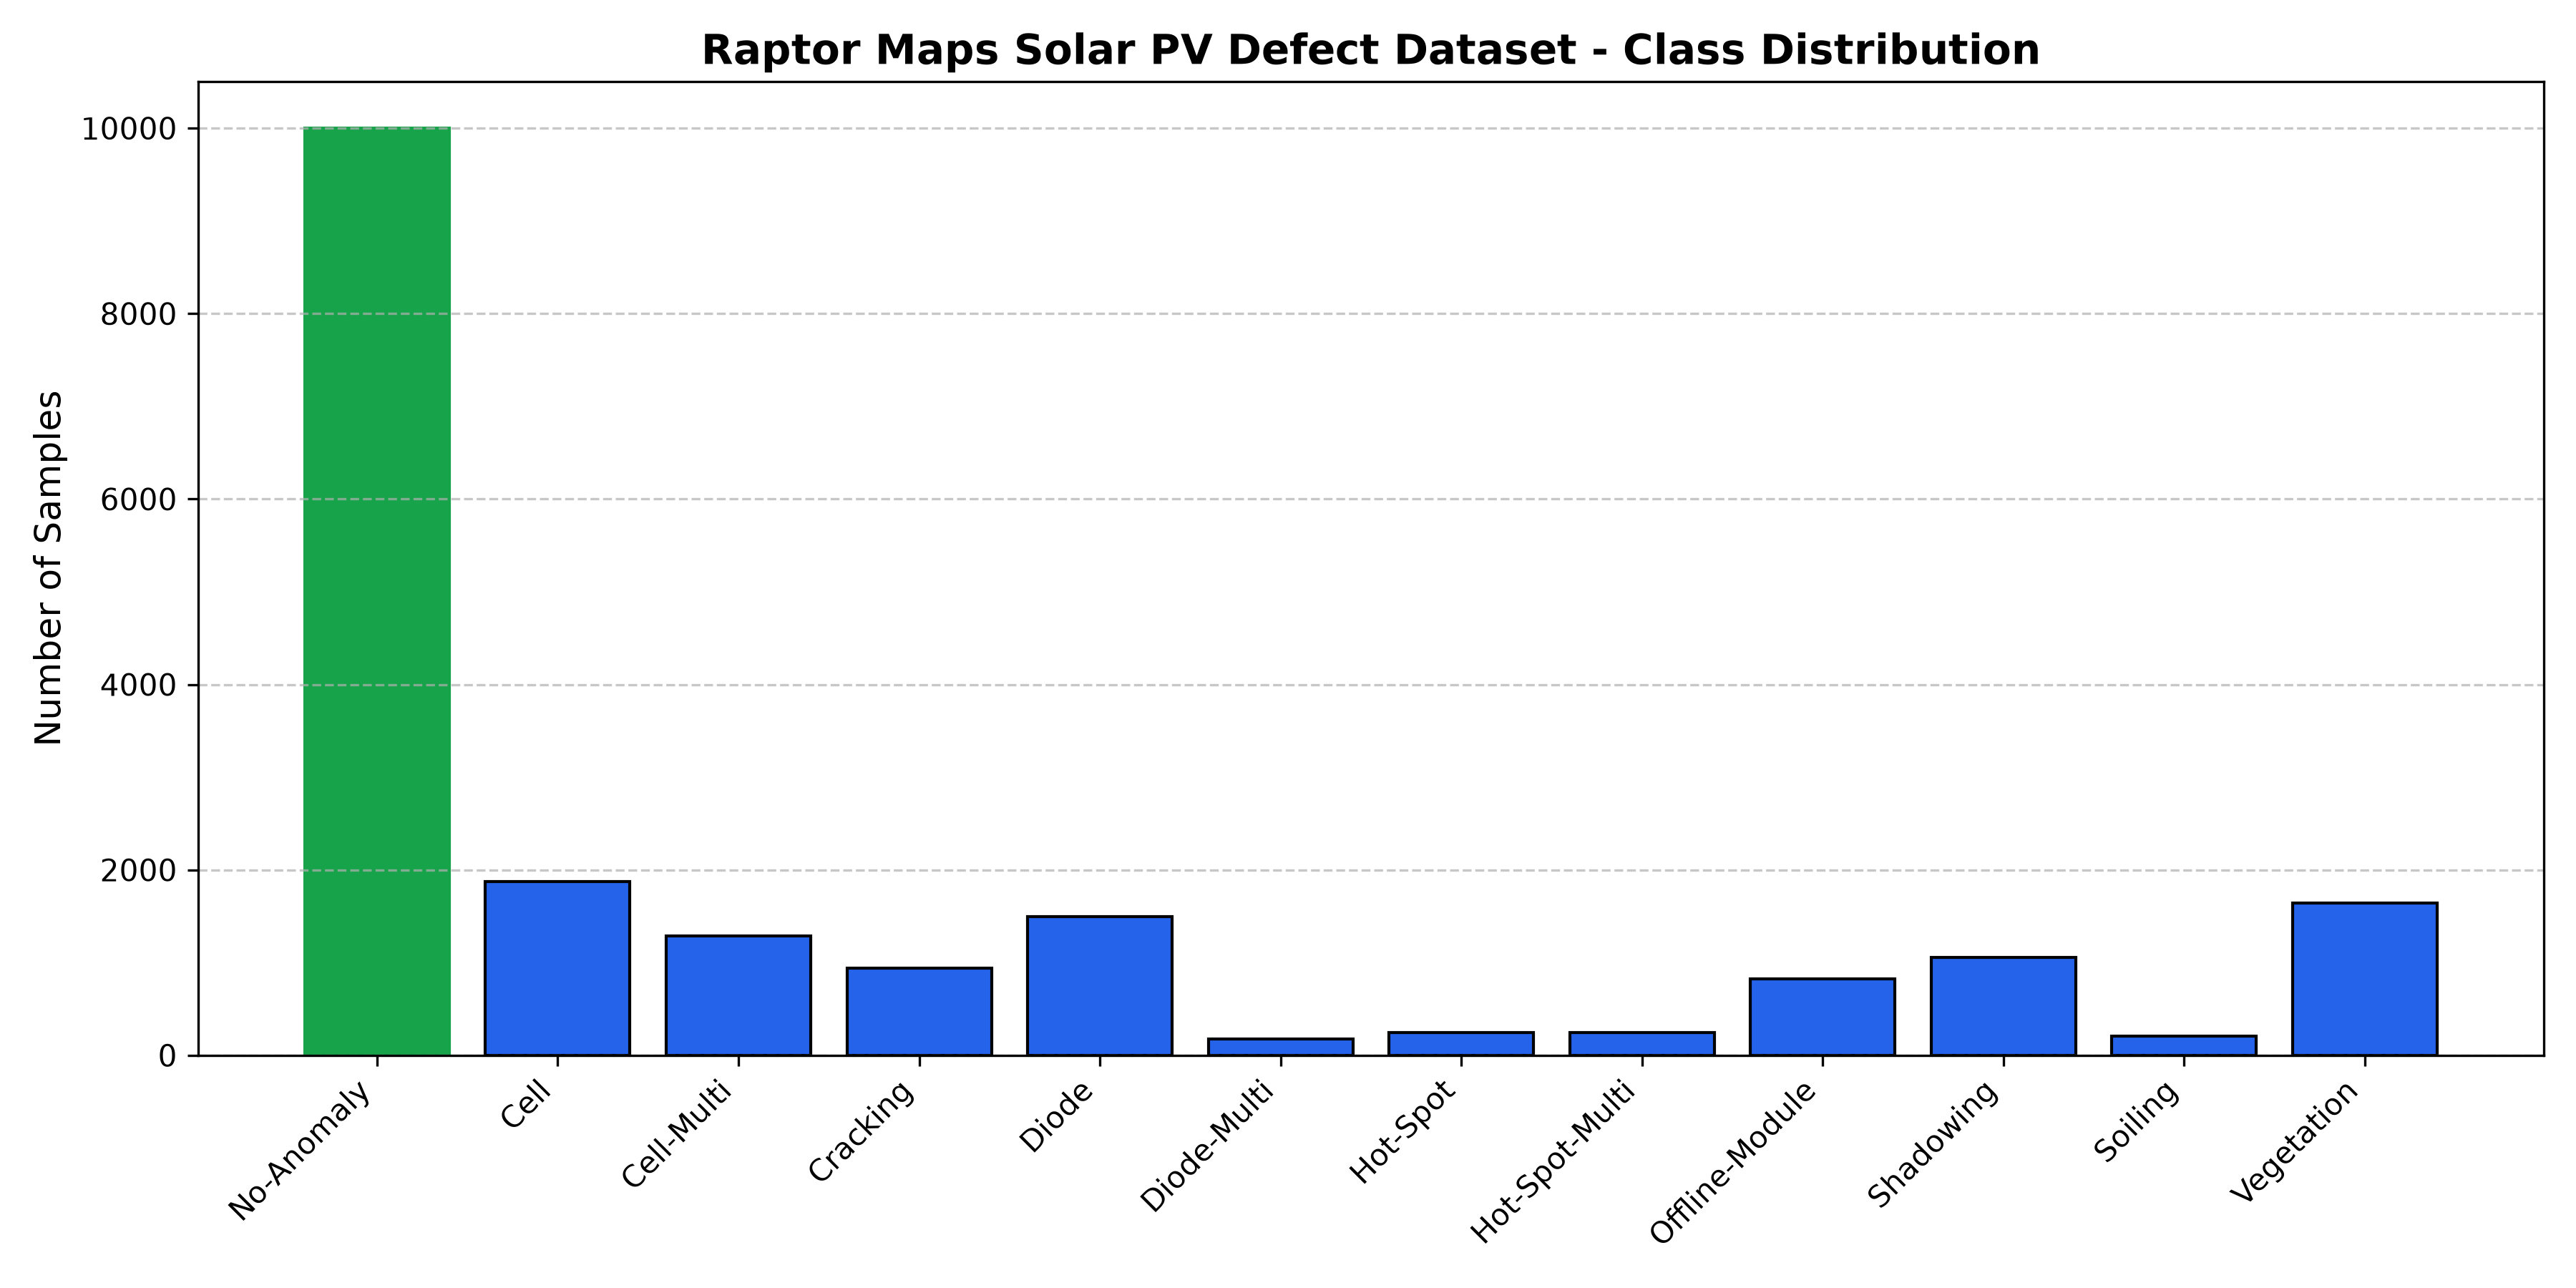 Raptor Maps Solar PV Defect Dataset - Class Distribution
Number of Samples
10000
8000
6000
4000
2000
0
No-Anomaly
Cell
Cell-Multi
Cracking
Diode
Diode-Multi
Hot-Spot
Hot-Spot-Multi
Offline-Module
Shadowing
Soiling
Vegetation